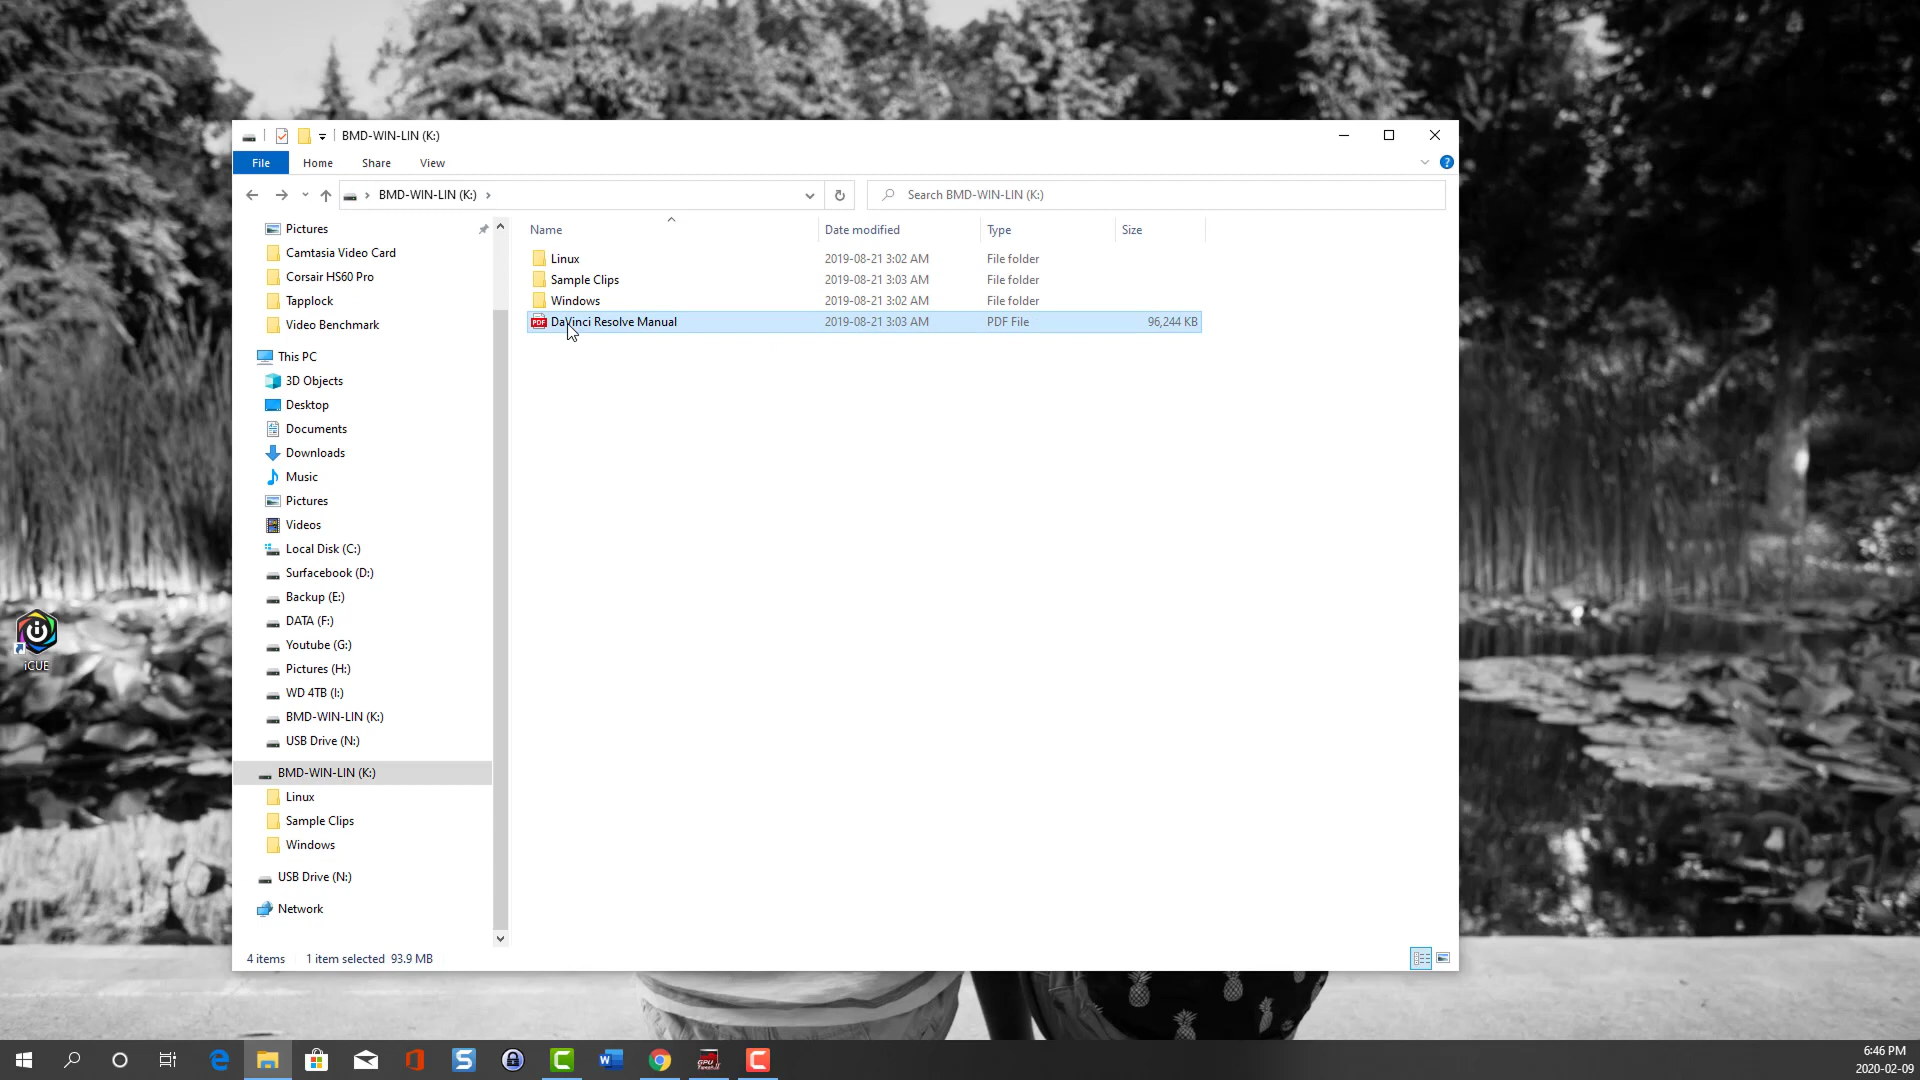 BMD-WIN-LIN (K:)
File Home Share View
BMD-WIN-LIN (K:)
Search BMD-WIN-LIN (K:)
Pictures
Camtasia Video Card
Corsair HS60 Pro
Tapplock
Video Benchmark
This PC
3D Objects
Desktop
Documents
Downloads
Music
Pictures
Videos
Local Disk (C:)
Surfacebook (D:)
Backup (E:)
DATA (F:)
Youtube (G:)
Pictures (H:)
WD 4TB (I:)
BMD-WIN-LIN (K:)
USB Drive (N:)
BMD-WIN-LIN (K:)
Linux
Sample Clips
Windows
USB Drive (N:)
Network
Name Date modified Type Size
Linux 2019-08-21 3:02 AM File folder
Sample Clips 2019-08-21 3:03 AM File folder
Windows 2019-08-21 3:02 AM File folder
DaVinci Resolve Manual 2019-08-21 3:03 AM PDF File 96,244 KB
4 items 1 item selected 93.9 MB
iCUE
6:46 PM
2020-02-09